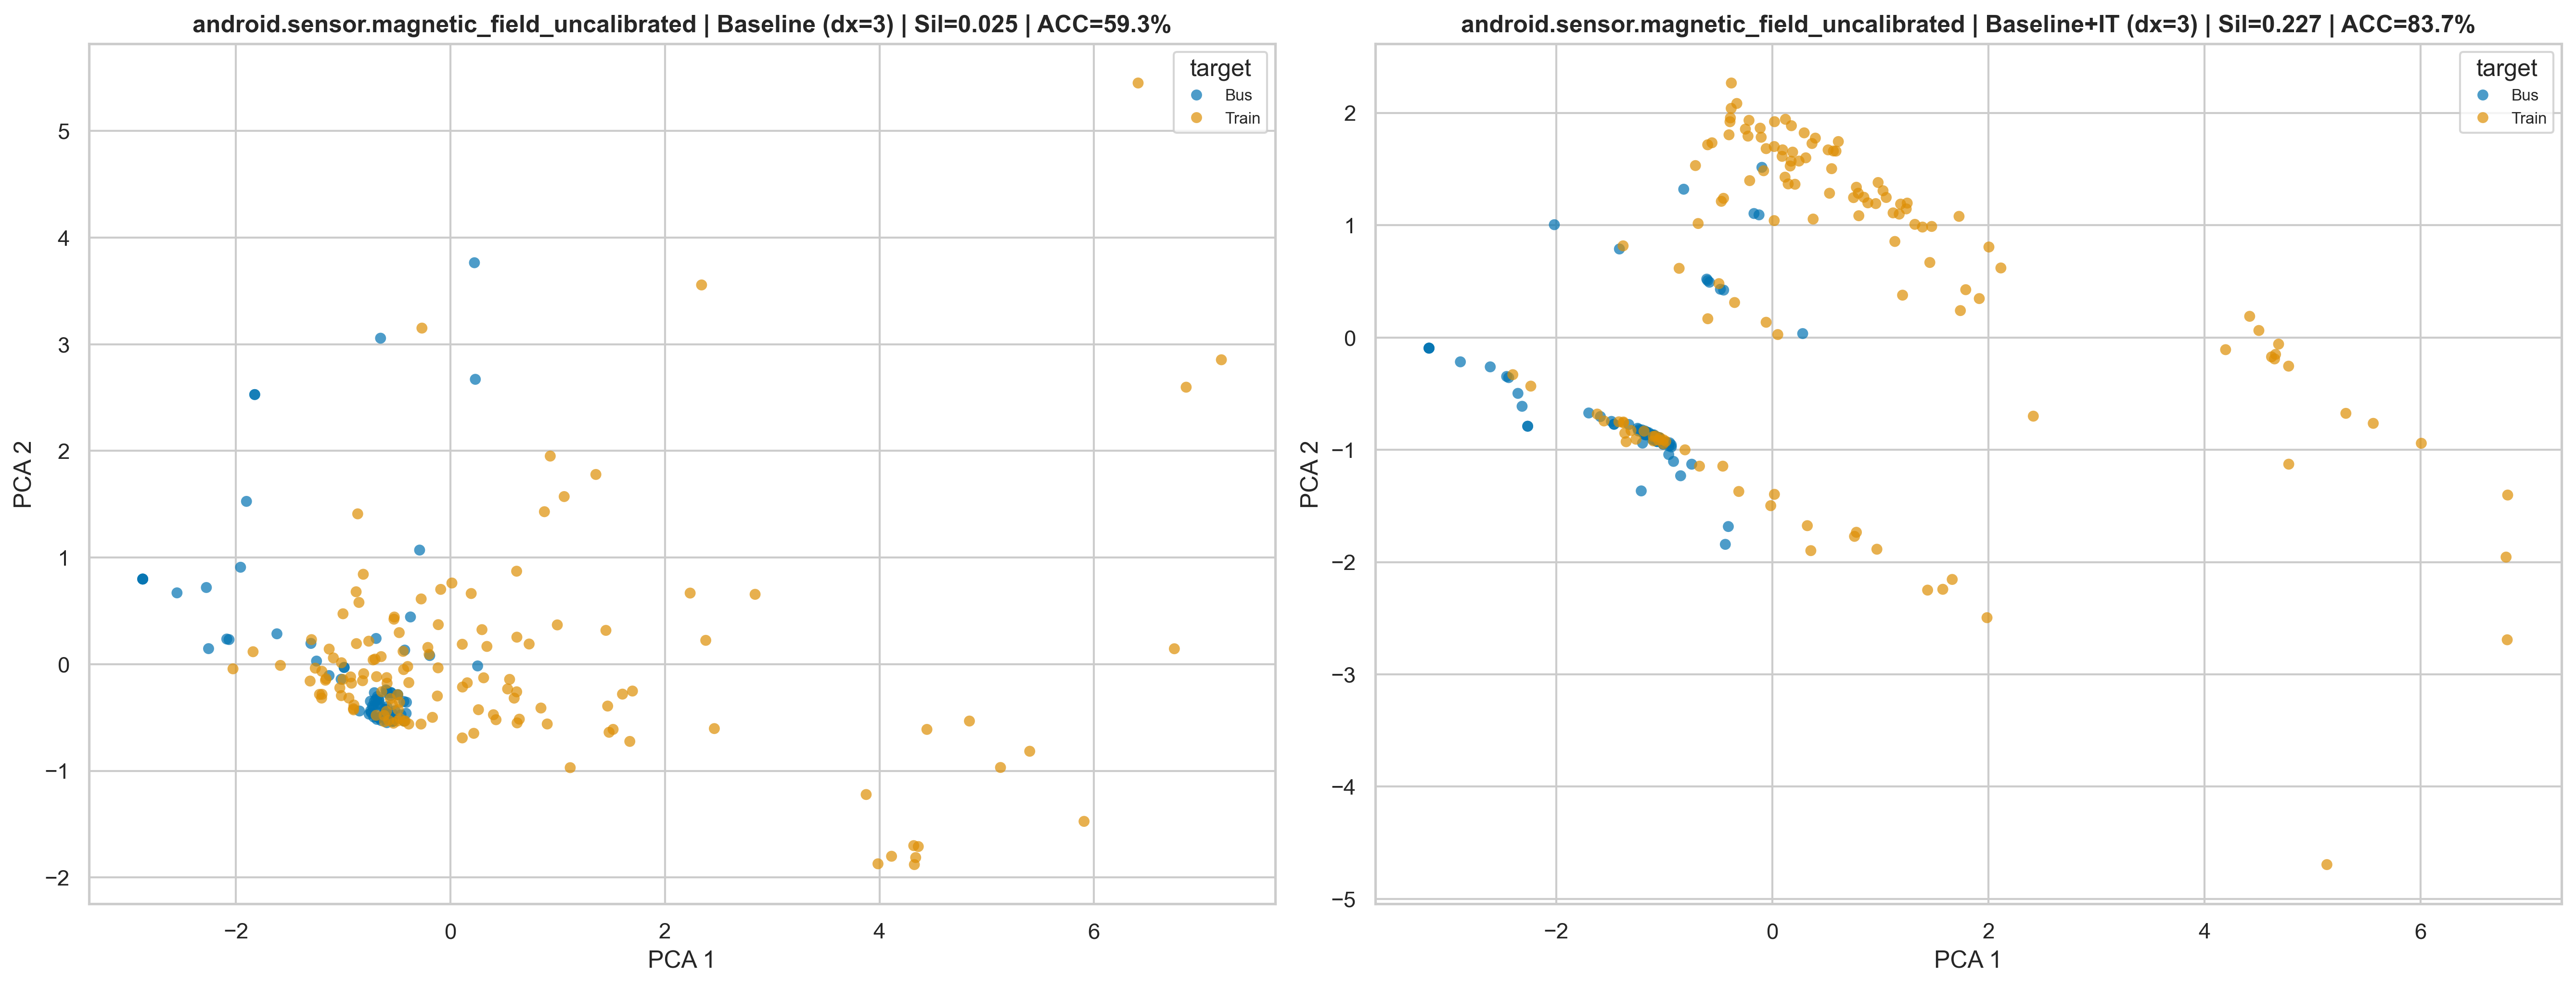 android.sensor.magnetic_field_uncalibrated | Baseline (dx=3) | Sil=0.025 | ACC=59.3%
target
Bus
Train
5
4
3
2
1
0
−1
−2
PCA 2
−2
0
2
4
6
PCA 1
android.sensor.magnetic_field_uncalibrated | Baseline+IT (dx=3) | Sil=0.227 | ACC=83.7%
target
Bus
Train
2
1
0
−1
−2
−3
−4
−5
PCA 2
−2
0
2
4
6
PCA 1